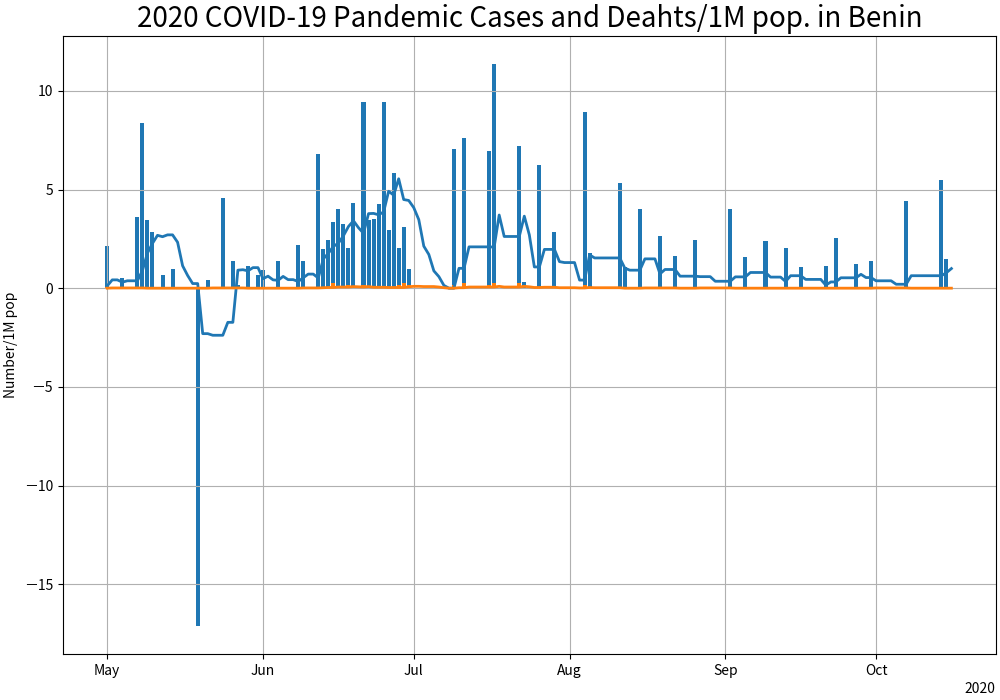 2020 COVID-19 Pandemic Cases and Deahts/1M pop. in Benin
Number/1M pop
10
5
0
−5
−10
−15
May Jun Jul Aug Sep Oct
2020